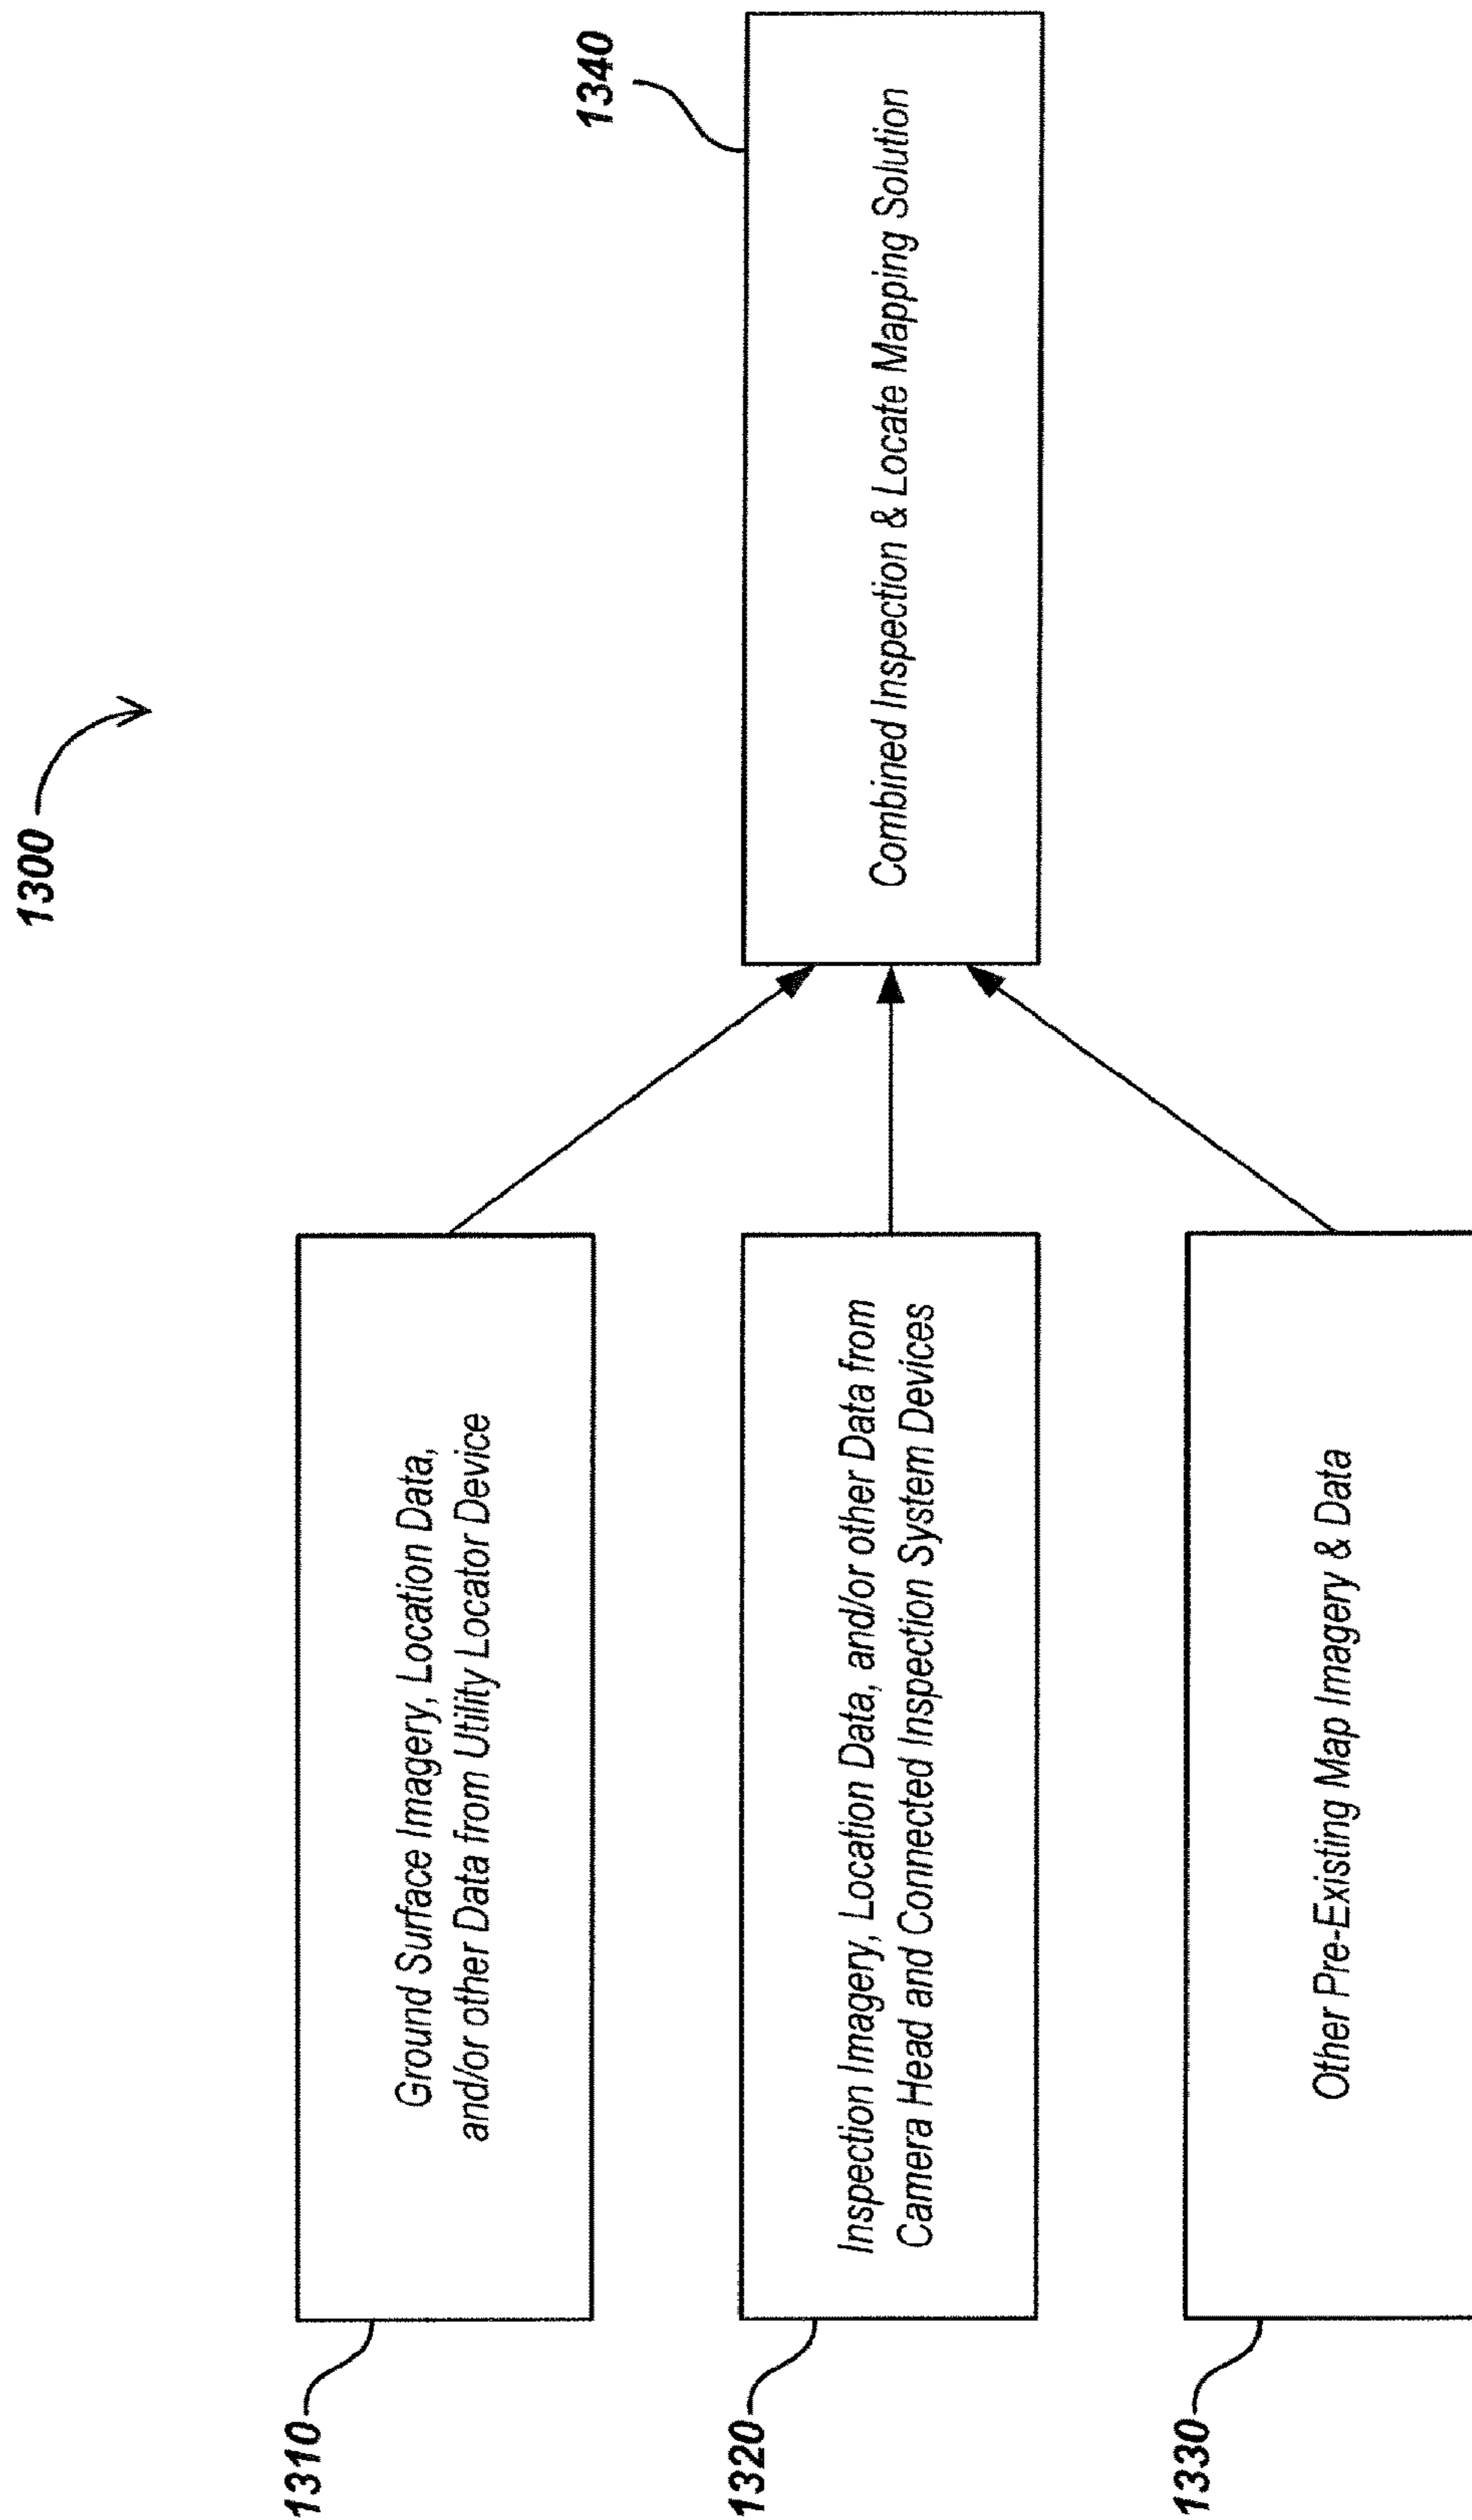 1300
1310
Ground Surface Imagery, Location Data,
and/or other Data from Utility Locator Device
1320
Inspection Imagery, Location Data, and/or other Data from
Camera Head and Connected Inspection System Devices
1330
Other Pre-Existing Map Imagery & Data
1340
Combined Inspection & Locate Mapping Solution